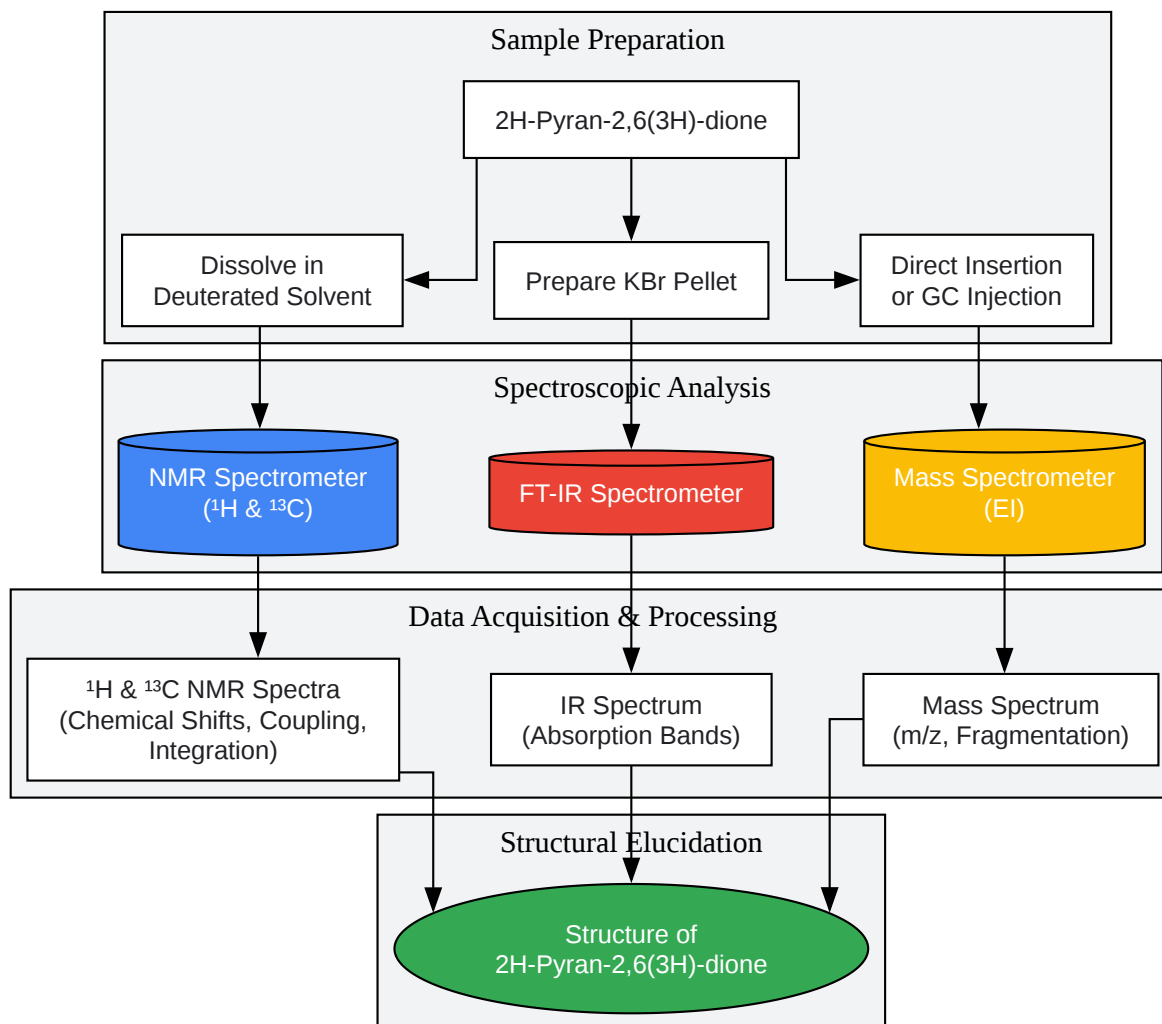 Sample Preparation
2H-Pyran-2,6(3H)-dione
Dissolve in
Deuterated Solvent
Prepare KBr Pellet
Direct Insertion
or GC Injection
Spectroscopic Analysis
NMR Spectrometer
(¹H & ¹³C)
FT-IR Spectrometer
Mass Spectrometer
(EI)
Data Acquisition & Processing
¹H & ¹³C NMR Spectra
(Chemical Shifts, Coupling,
Integration)
IR Spectrum
(Absorption Bands)
Mass Spectrum
(m/z, Fragmentation)
Structural Elucidation
Structure of
2H-Pyran-2,6(3H)-dione